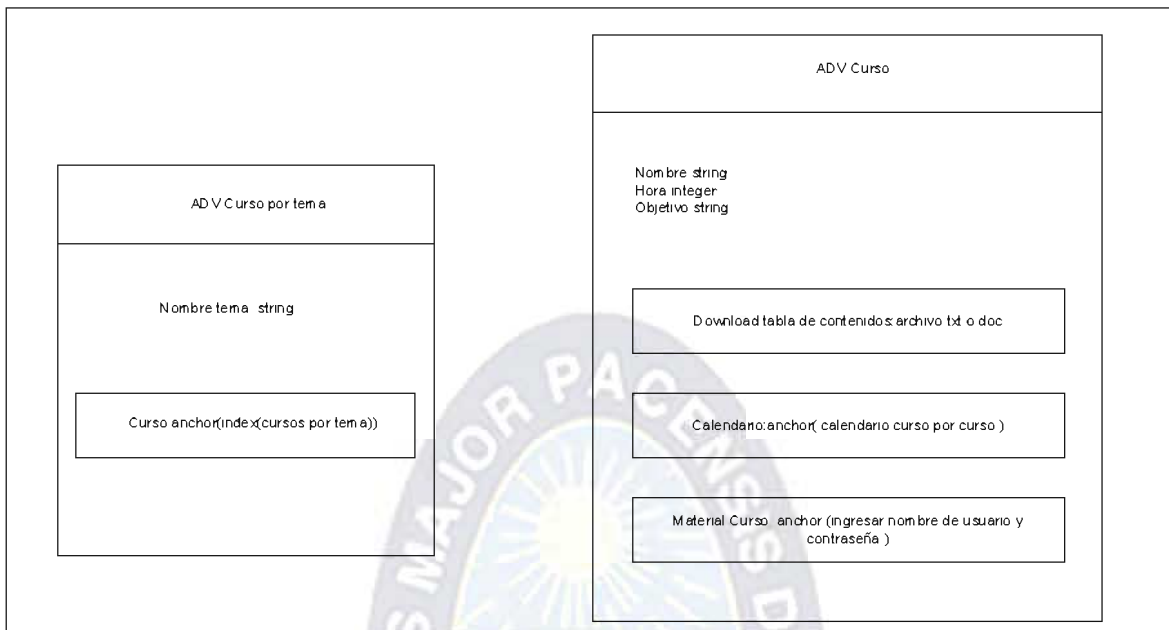 ADV Curso por tema
Nombre tema string
Curso anchor(index(cursos por tema))
ADV Curso
Nombre string
Hora integer
Objetivo string
Download tabla de contenidos:archivo txt o doc
Calendario:anchor( calendario curso por curso )
Material Curso anchor (ingresar nombre de usuario y
contraseña )
S MAJOR PACENSIS D